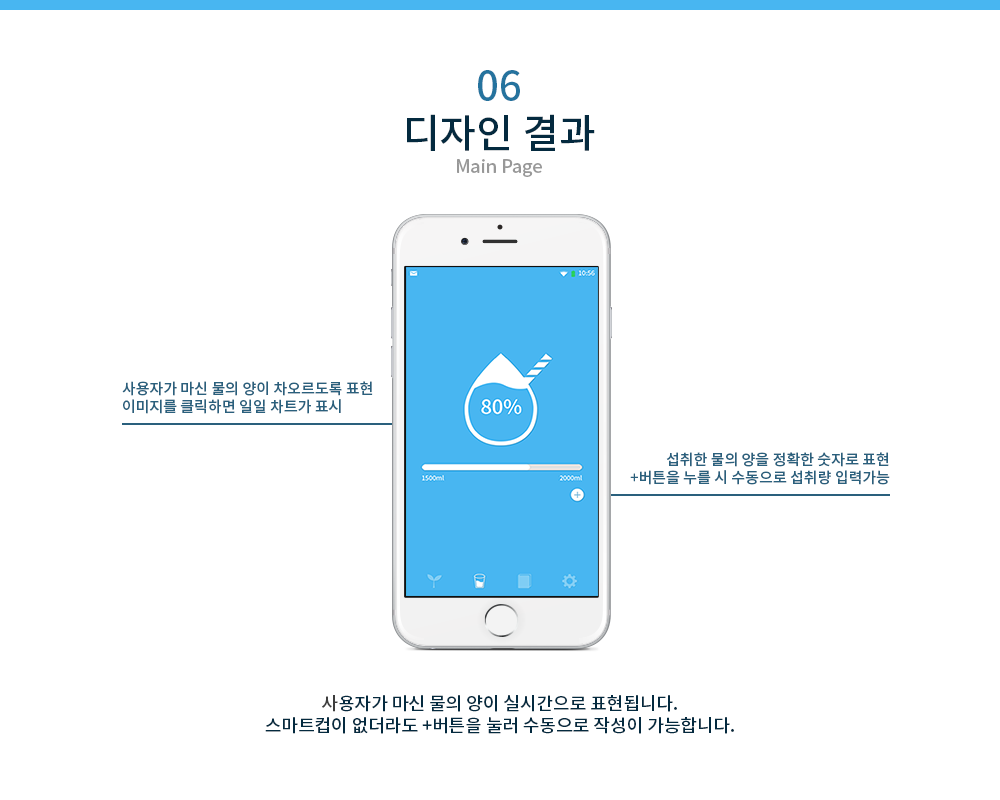 06
디자인 결과
Main Page
10:56
사용자가 마신 물의 양이 차오르도록 표현
이미지를 클릭하면 일일 차트가 표시
80%
섭취한 물의 양을 정확한 숫자로 표현
+버튼을 누를 시 수동으로 섭취량 입력가능
1500ml
2000ml
사용자가 마신 물의 양이 실시간으로 표현됩니다.
스마트컵이 없더라도 +버튼을 눌러 수동으로 작성이 가능합니다.